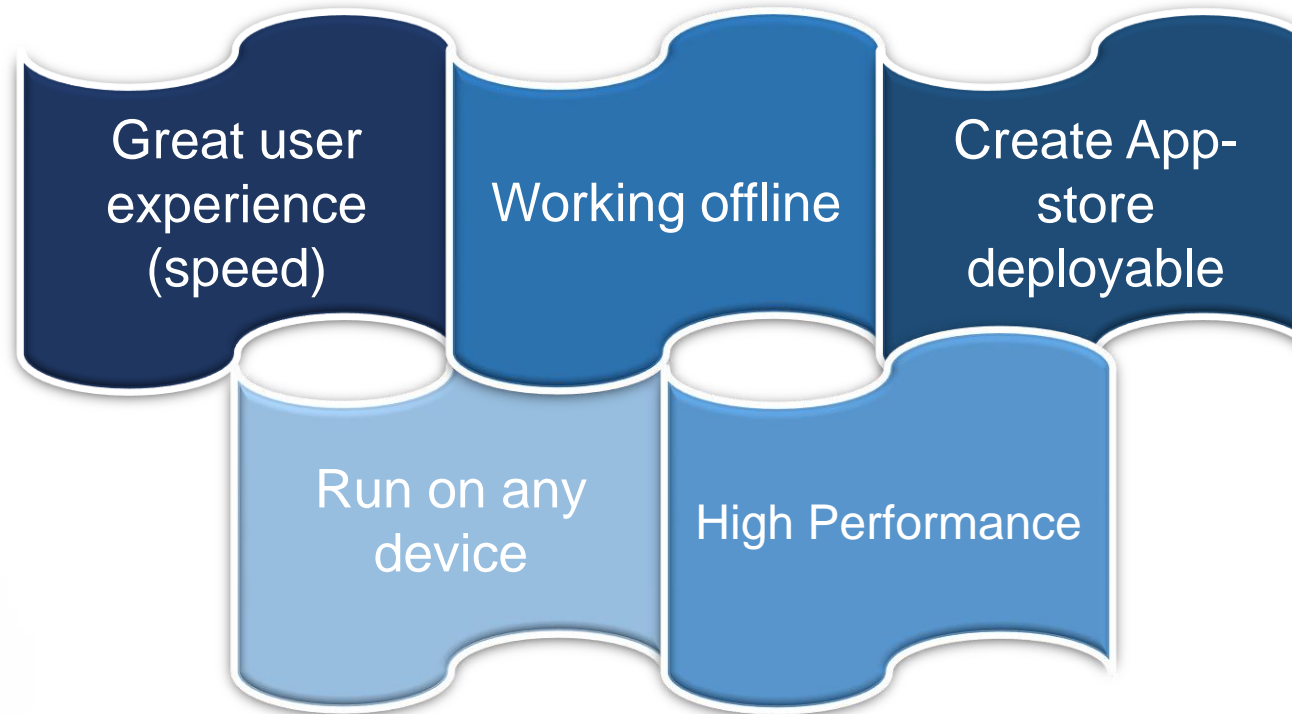 Great user
experience
(speed)
Working offline
Create App-
store
deployable
Run on any
device
High Performance